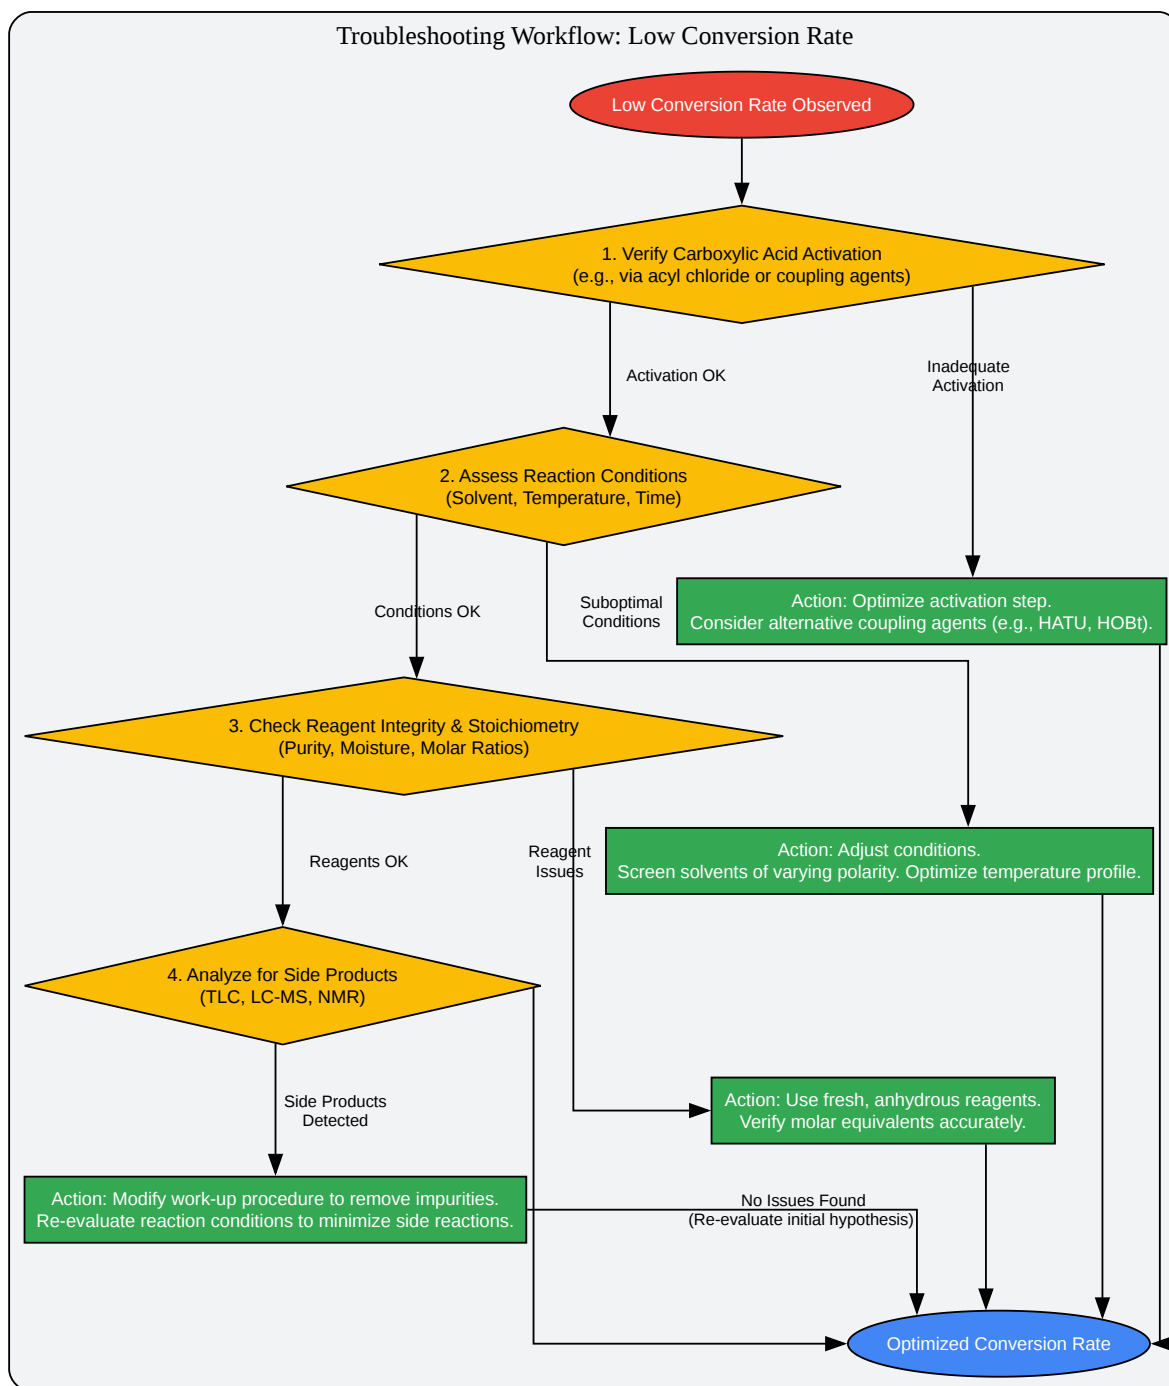 Troubleshooting Workflow: Low Conversion Rate
Low Conversion Rate Observed
1. Verify Carboxylic Acid Activation
(e.g., via acyl chloride or coupling agents)
Activation OK
Inadequate
Activation
2. Assess Reaction Conditions
(Solvent, Temperature, Time)
Conditions OK
Suboptimal
Conditions
Action: Optimize activation step.
Consider alternative coupling agents (e.g., HATU, HOBt).
3. Check Reagent Integrity & Stoichiometry
(Purity, Moisture, Molar Ratios)
Reagents OK
Reagent
Issues
Action: Adjust conditions.
Screen solvents of varying polarity. Optimize temperature profile.
4. Analyze for Side Products
(TLC, LC-MS, NMR)
Side Products
Detected
Action: Use fresh, anhydrous reagents.
Verify molar equivalents accurately.
Action: Modify work-up procedure to remove impurities.
Re-evaluate reaction conditions to minimize side reactions.
No Issues Found
(Re-evaluate initial hypothesis)
Optimized Conversion Rate